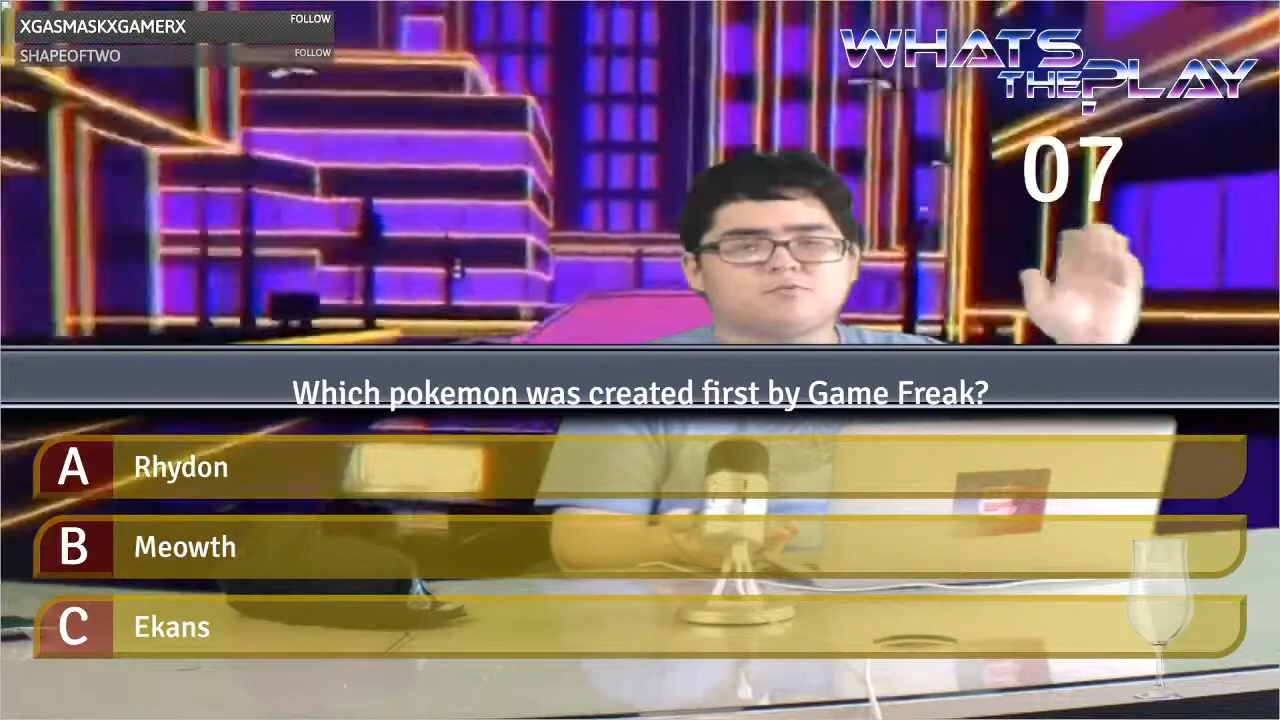 XGASMASKXGAMERX FOLLOW
SHAPEOFTWO FOLLOW
WHATS
THE PLAY
07
Which pokemon was created first by Game Freak?
A Rhydon
B Meowth
C Ekans